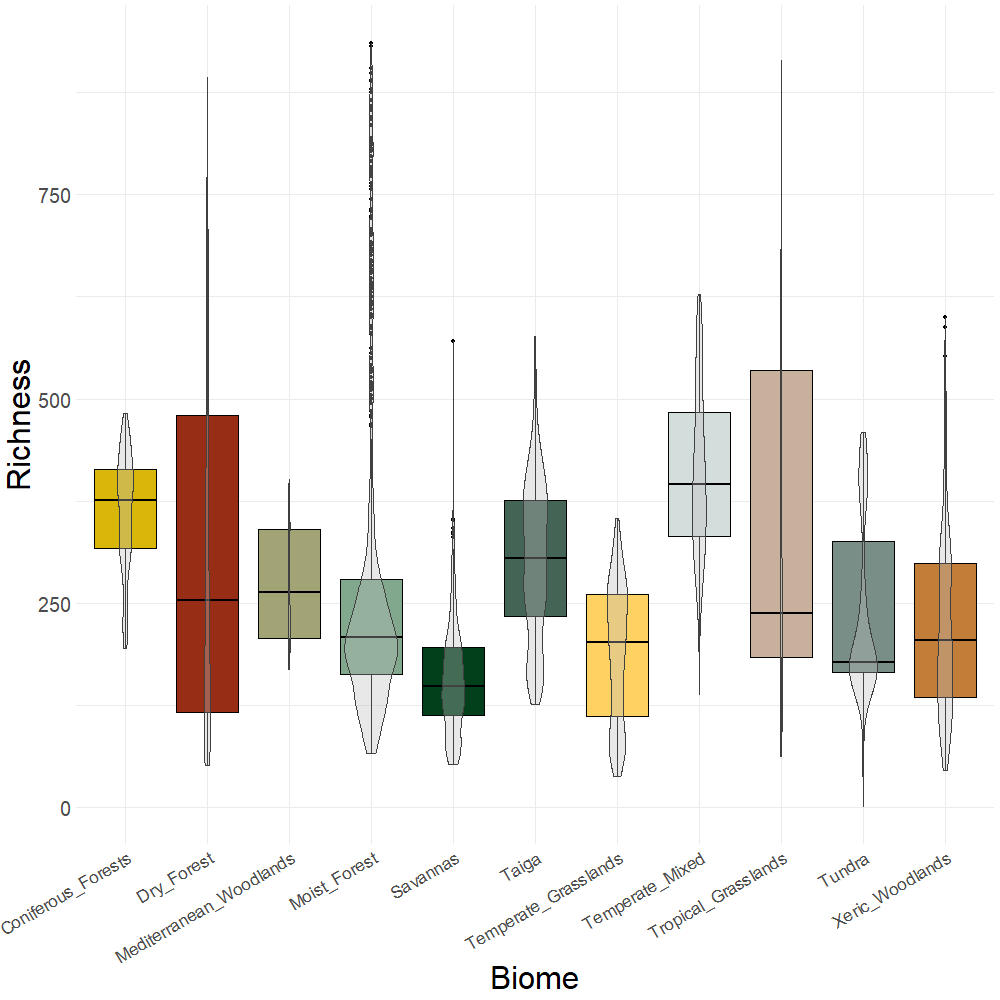 Richness
750
500
250
0
Coniferous_Forests
Dry_Forest
Mediterranean_Woodlands
Moist_Forest
Savannas
Taiga
Temperate_Grasslands
Temperate_Mixed
Tropical_Grasslands
Tundra
Xeric_Woodlands
Biome